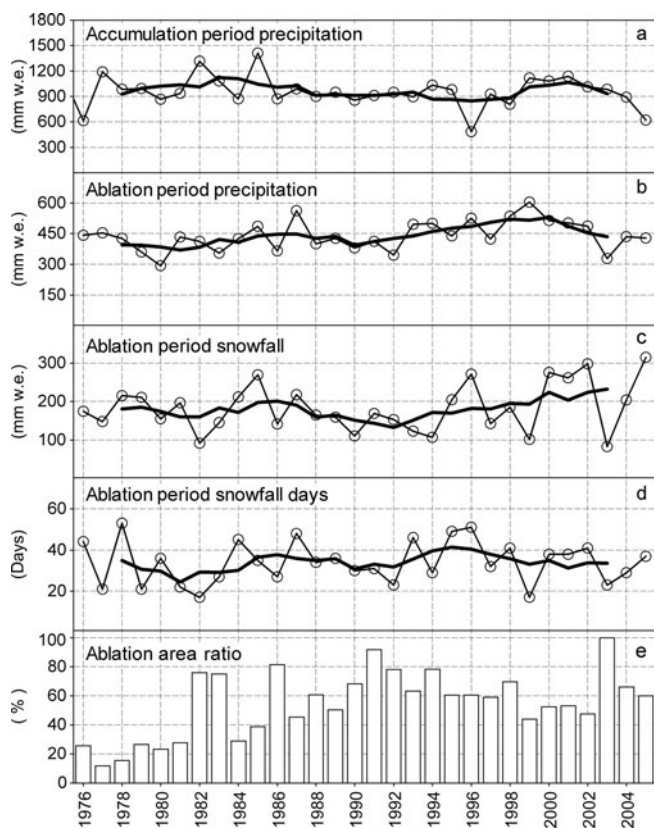 1800
1500
1200
900
600
300
(mm w.e.)
Accumulation period precipitation
a
600
450
300
150
(mm w.e.)
Ablation period precipitation
b
300
200
100
(mm w.e.)
Ablation period snowfall
c
60
40
20
(Days)
Ablation period snowfall days
d
100
80
60
40
20
0
( % )
Ablation area ratio
e
1976
1978
1980
1982
1984
1986
1988
1990
1992
1994
1996
1998
2000
2002
2004